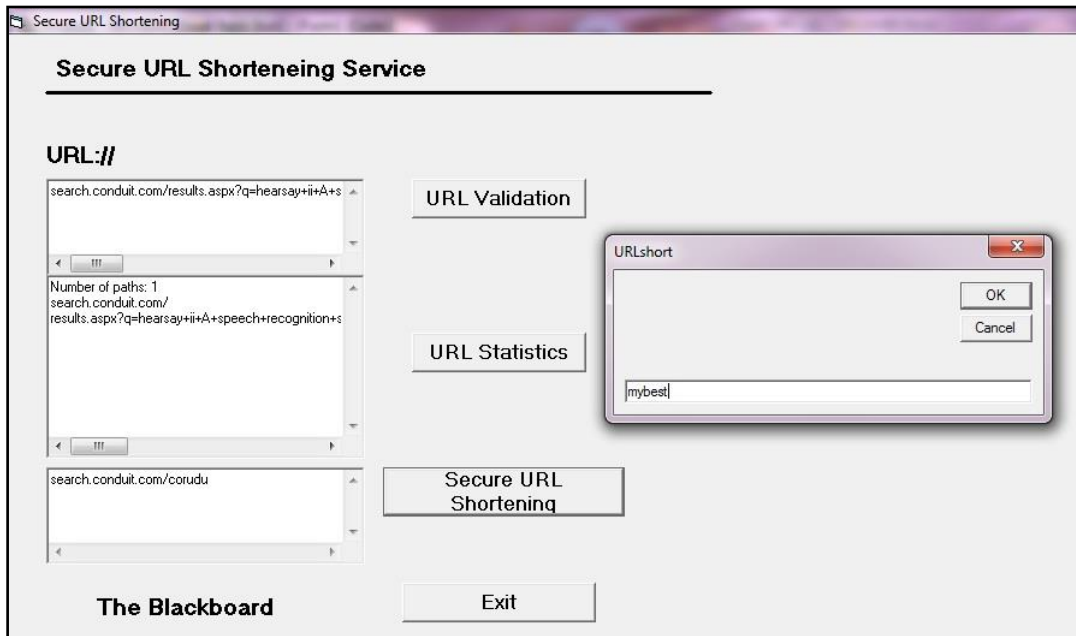 Secure URL Shortening
Secure URL Shorteneing Service
URL://
search.conduit.com/results.aspx?q=hearsay+ii+A+s
URL Validation
Number of paths: 1
search.conduit.com/
results.aspx?q=hearsay+ii+A+speech+recognition+s
URL Statistics
URLshort
OK
Cancel
mybest
search.conduit.com/corudu
Secure URL
Shortening
The Blackboard
Exit